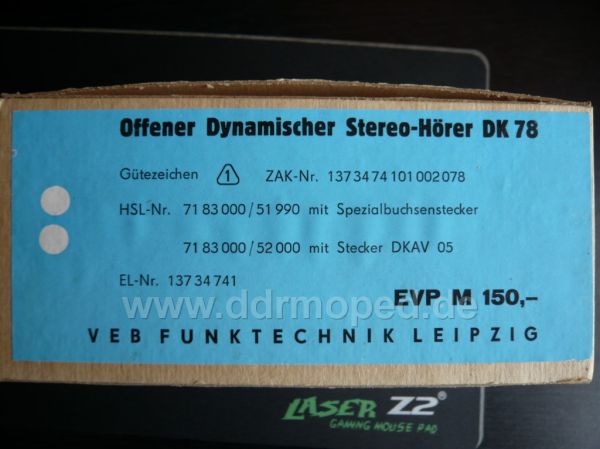 Offener Dynamischer Stereo-Hörer DK 78
Gütezeichen 1 ZAK-Nr. 137 34 74 101 002 078
HSL-Nr. 71 83 000 / 51 990 mit Spezialbuchsenstecker
71 83 000 / 52 000 mit Stecker DKAV 05
EL-Nr. 137 34 741
www.ddrmoped.de
EVP M 150,-
VEB FUNKTECHNIK LEIPZIG
LASER Z2®
GAMING MOUSE PAD